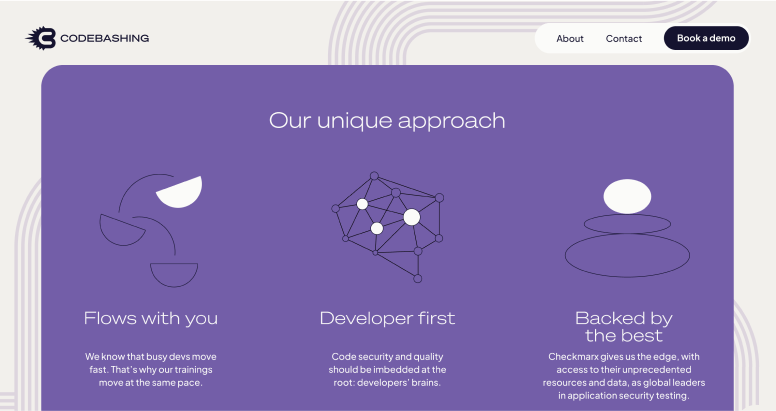 CODEBASHING
About
Contact
Book a demo
Our unique approach
Flows with you
We know that busy devs move
fast. That's why our trainings
move at the same pace.
Developer first
Code security and quality
should be imbedded at the
root: developers' brains.
Backed by
the best
Checkmarx gives us the edge, with
access to their unprecedented
resources and data, as global leaders
in application security testing.